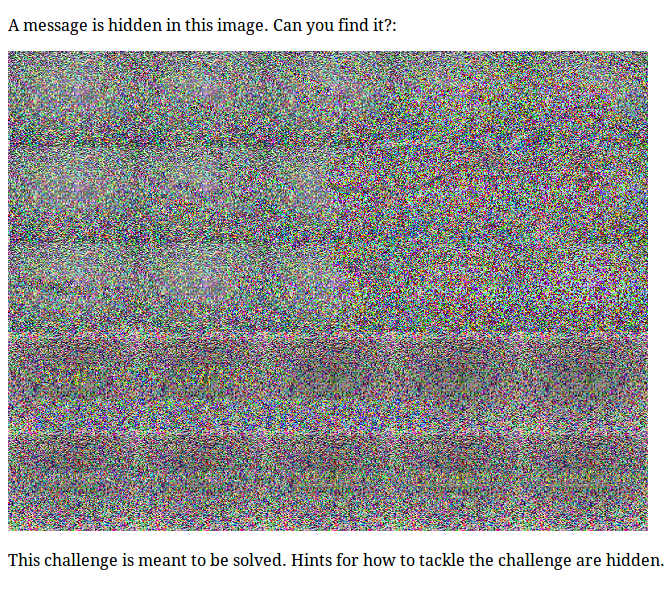 A message is hidden in this image. Can you find it?:
This challenge is meant to be solved. Hints for how to tackle the challenge are hidden.